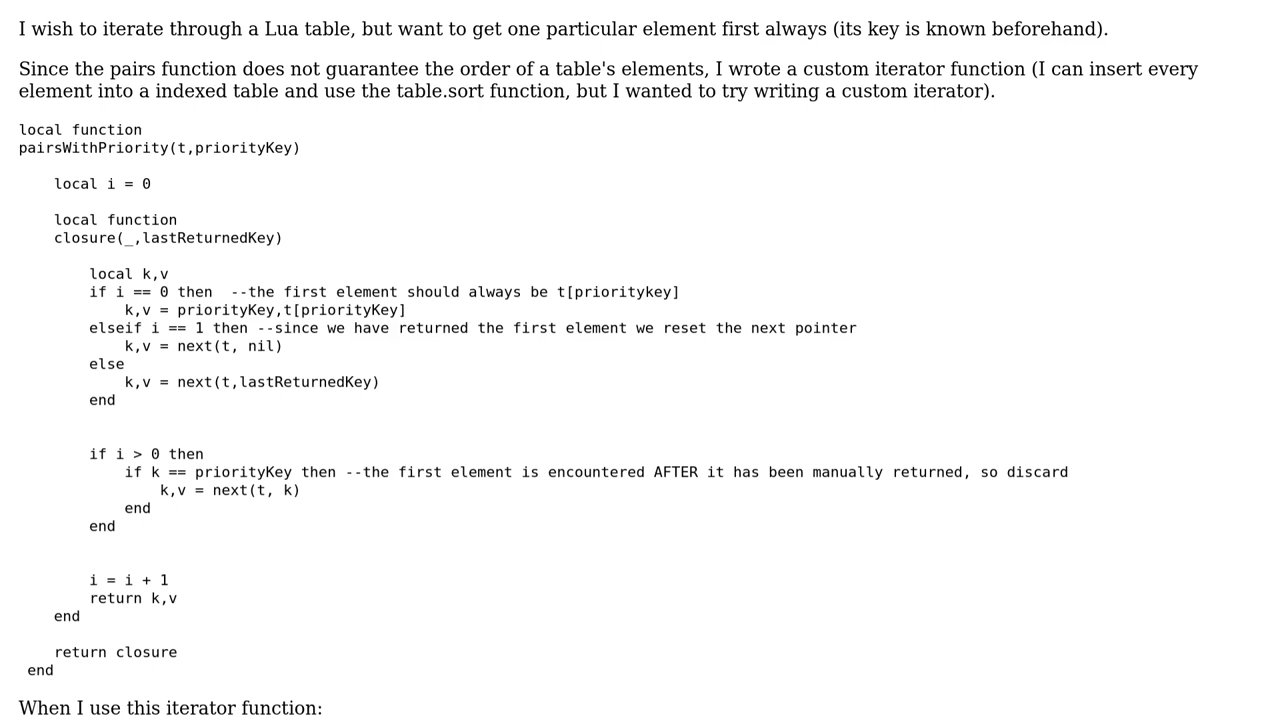 I wish to iterate through a Lua table, but want to get one particular element first always (its key is known beforehand).
Since the pairs function does not guarantee the order of a table's elements, I wrote a custom iterator function (I can insert every
element into a indexed table and use the table.sort function, but I wanted to try writing a custom iterator).
local function
pairsWithPriority(t,priorityKey)
    local i = 0
    local function
    closure(_,lastReturnedKey)
        local k,v
        if i == 0 then  --the first element should always be t[prioritykey]
            k,v = priorityKey,t[priorityKey]
        elseif i == 1 then --since we have returned the first element we reset the next pointer
            k,v = next(t, nil)
        else
            k,v = next(t,lastReturnedKey)
        end
        if i > 0 then
            if k == priorityKey then --the first element is encountered AFTER it has been manually returned, so discard
                k,v = next(t, k)
            end
        end
        i = i + 1
        return k,v
    end
    return closure
 end
When I use this iterator function: